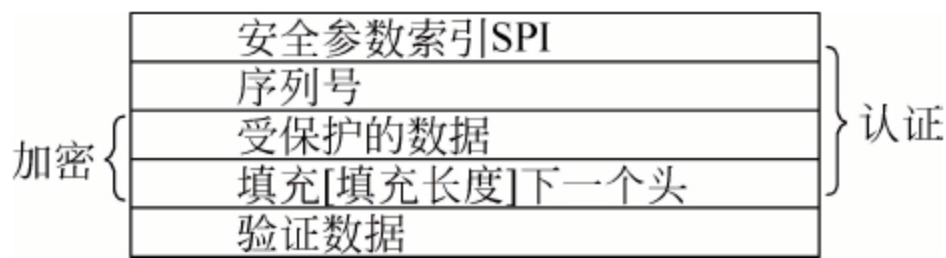 安全参数索引SPI
序列号
受保护的数据
填充[填充长度]下一个头
验证数据
加密
认证